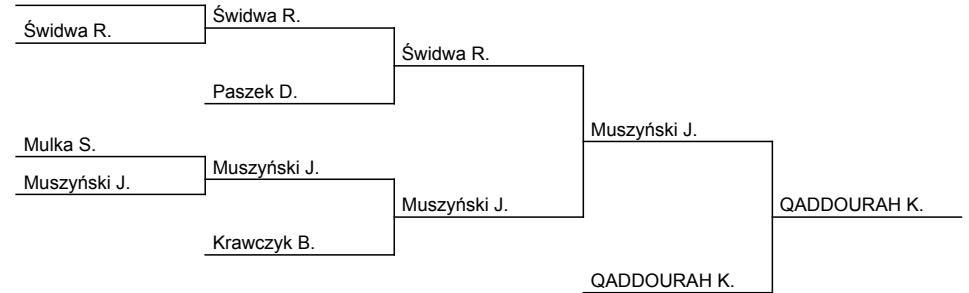 Świdwa R.
Świdwa R.
Świdwa R.
Paszek D.
Muszyński J.
Mulka S.
Muszyński J.
Muszyński J.
Muszyński J.
QADDOURAH K.
Krawczyk B.
QADDOURAH K.